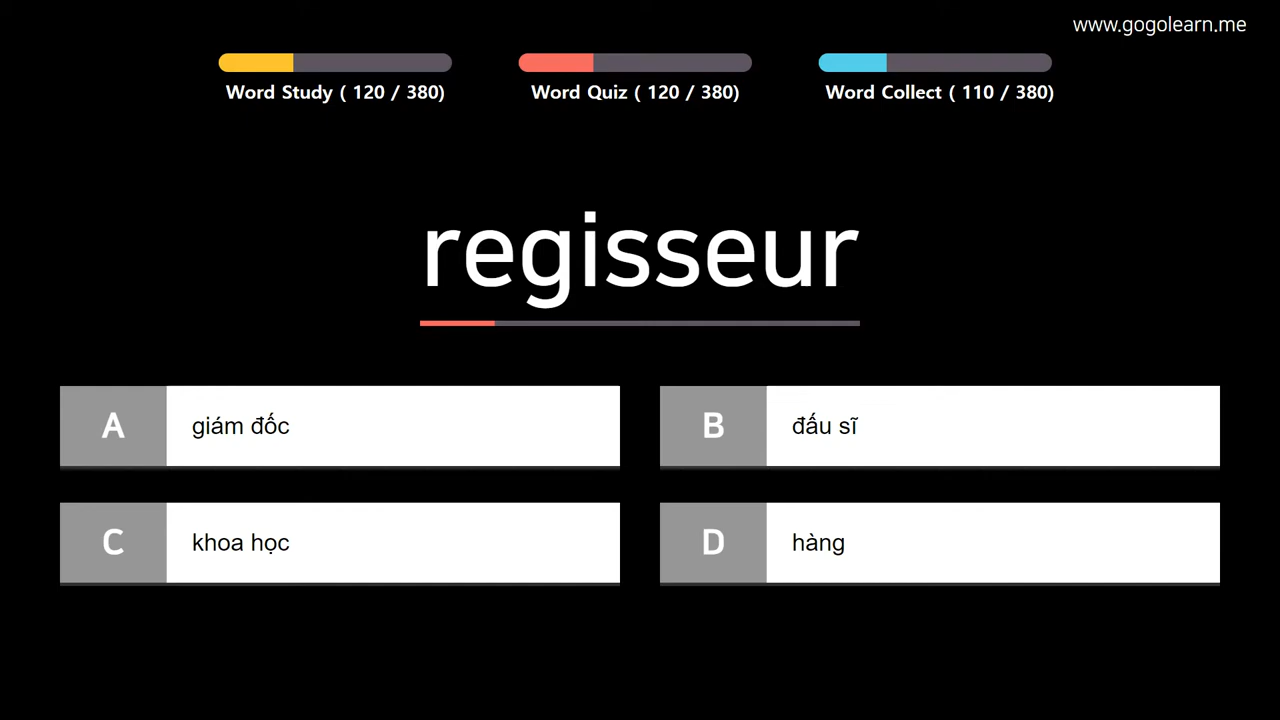 www.gogolearn.me
Word Study ( 120 / 380)
Word Quiz ( 120 / 380)
Word Collect ( 110 / 380)
regisseur
A giám đốc
B đấu sĩ
C khoa học
D hàng